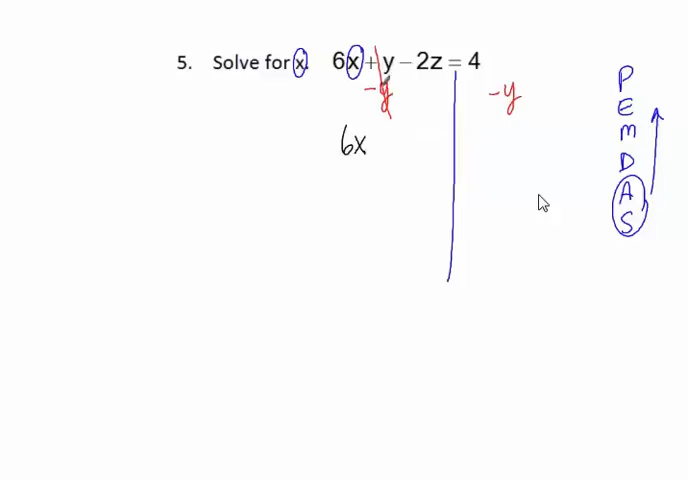 5. Solve for x. 6x + y − 2z = 4
−y −y
6x
P
E
M
D
A
S